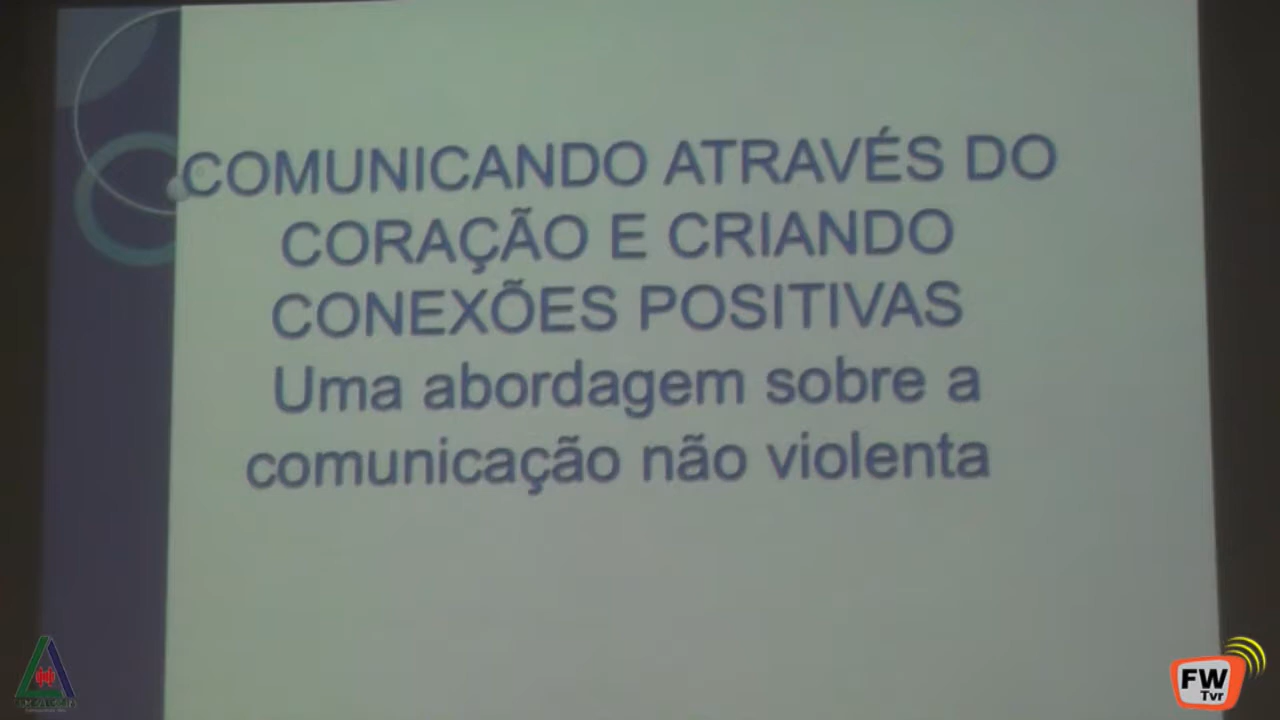 COMUNICANDO ATRAVÉS DO
CORAÇÃO E CRIANDO
CONEXÕES POSITIVAS
Uma abordagem sobre a
comunicação não violenta
FW
Tvr